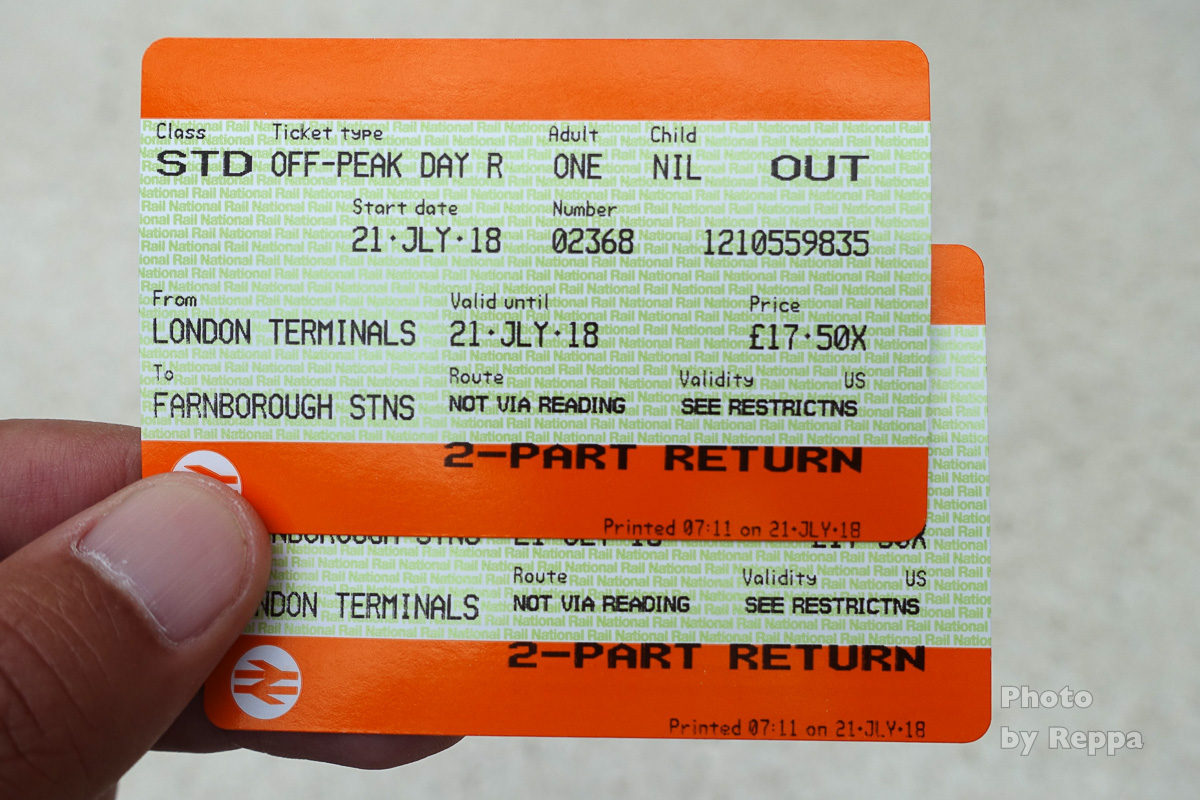 Class Ticket type Adult Child
STD OFF-PEAK DAY R ONE NIL OUT
Start date Number
21·JLY·18 02368 1210559835
From Valid until Price
LONDON TERMINALS 21·JLY·18 £17·50X
To Route Validity US
FARNBOROUGH STNS NOT VIA READING SEE RESTRICTNS
2-PART RETURN
Printed 07:11 on 21·JLY·18
Route Validity US
NDON TERMINALS NOT VIA READING SEE RESTRICTNS
2-PART RETURN
Printed 07:11 on 21·JLY·18
Photo
by Reppa